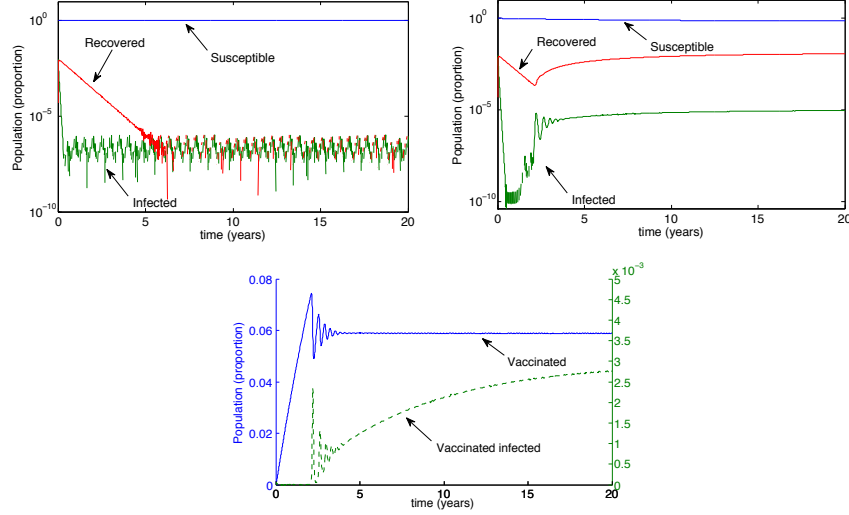 Population (proportion)
10^0
10^-5
10^-10
Recovered
Susceptible
Infected
0 5 10 15 20
time (years)
Population (proportion)
10^0
10^-5
10^-10
Recovered
Susceptible
Infected
0 5 10 15 20
time (years)
Population (proportion)
0.08
0.06
0.04
0.02
0
x 10^-3
5
4.5
4
3.5
3
2.5
2
1.5
1
0.5
0
Vaccinated
Vaccinated infected
0 5 10 15 20
time (years)